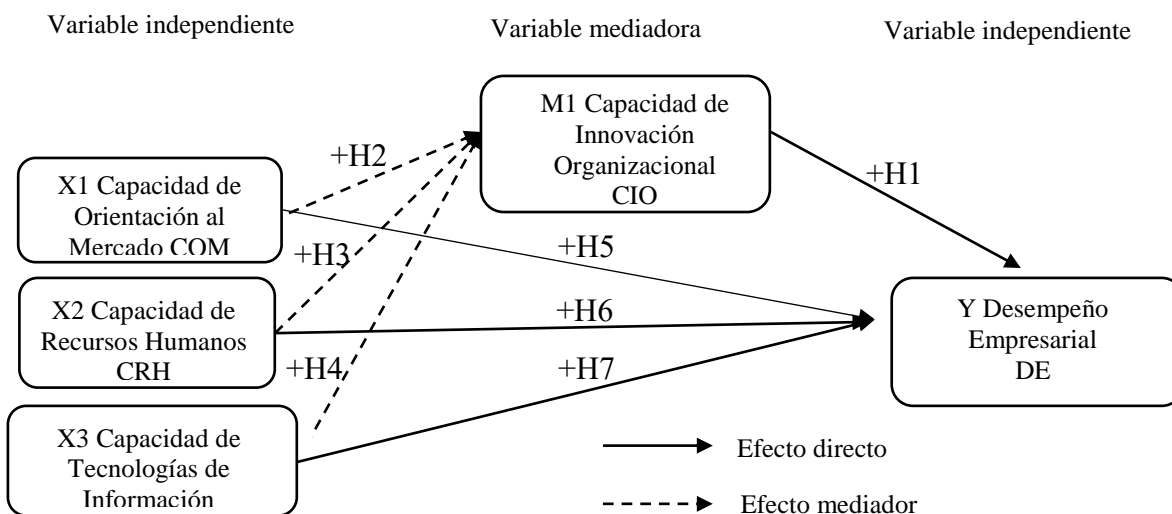 Variable independiente
Variable mediadora
Variable independiente
M1 Capacidad de
Innovación
Organizacional
CIO
+H2
+H1
X1 Capacidad de
Orientación al
Mercado COM
+H3
+H5
X2 Capacidad de
Recursos Humanos
CRH
+H6
Y Desempeño
Empresarial
DE
+H4
+H7
X3 Capacidad de
Tecnologías de
Información
Efecto directo
Efecto mediador